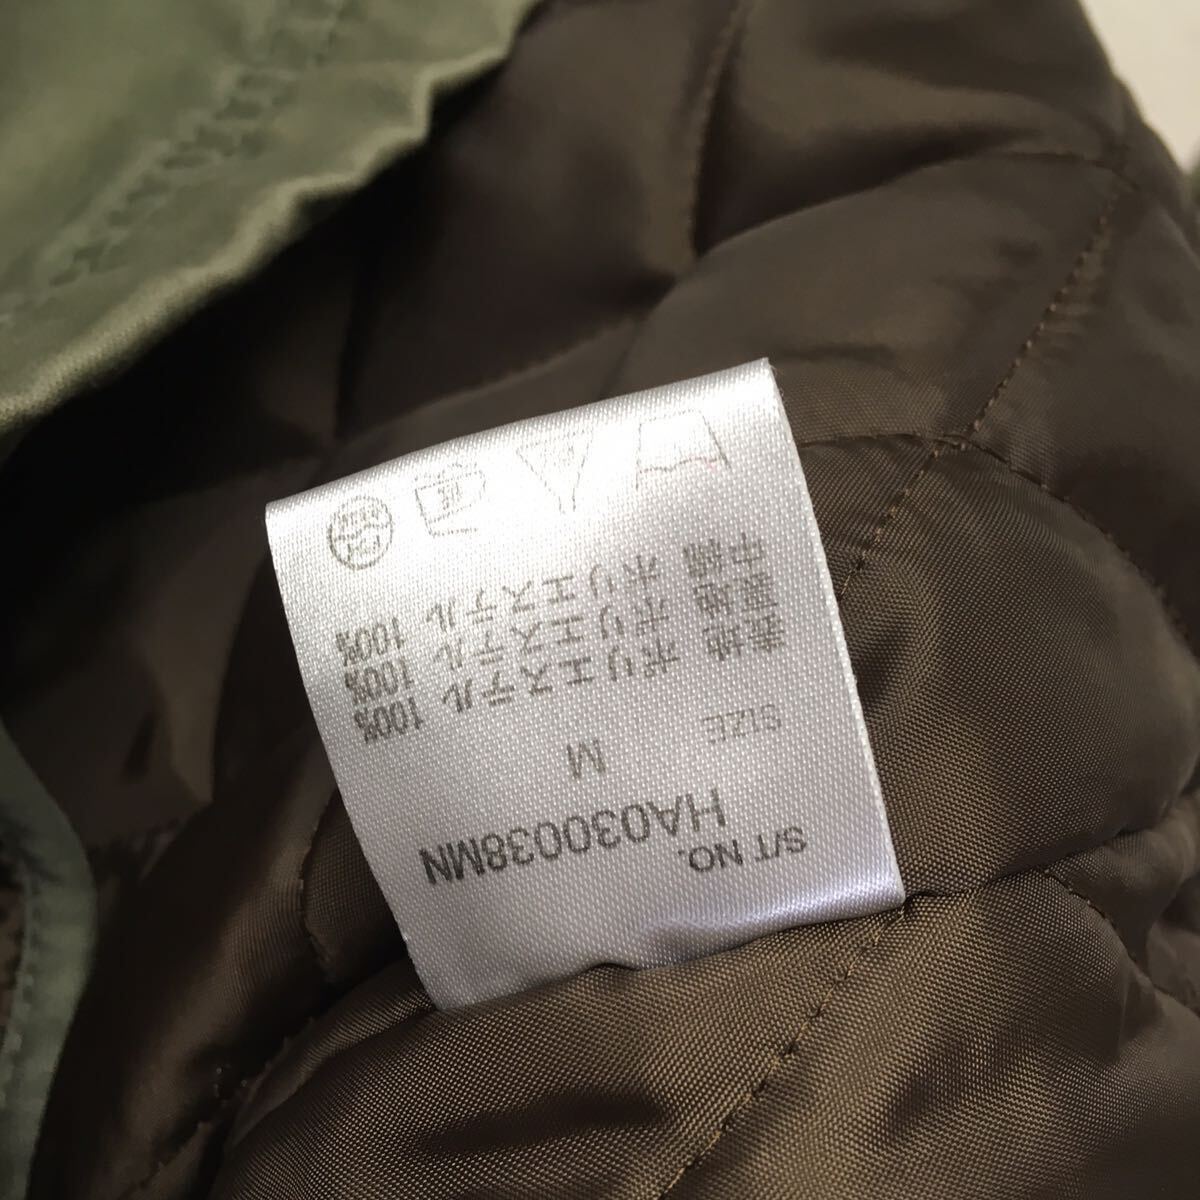 S/T NO.
HA030038MN
SIZE
M
表地 ポリエステル 100%
裏地 ポリエステル 100%
中綿 ポリエステル 100%